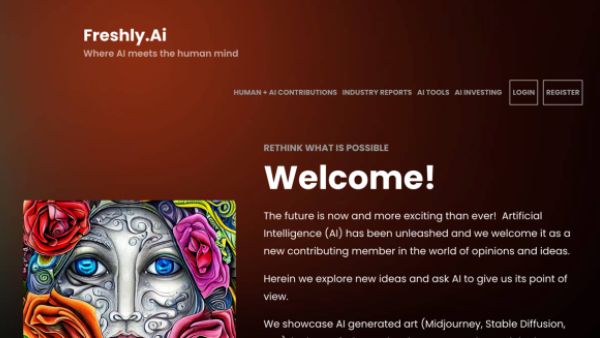 Freshly.Ai
Where AI meets the human mind
HUMAN + AI CONTRIBUTIONS INDUSTRY REPORTS AI TOOLS AI INVESTING LOGIN REGISTER
RETHINK WHAT IS POSSIBLE
Welcome!
The future is now and more exciting than ever! Artificial
Intelligence (AI) has been unleashed and we welcome it as a
new contributing member in the world of opinions and ideas.
Herein we explore new ideas and ask AI to give us its point of
view.
We showcase AI generated art (Midjourney, Stable Diffusion,